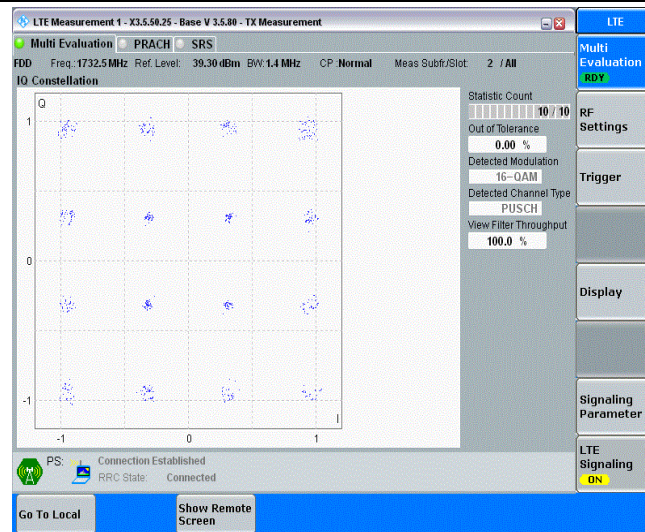 LTE Measurement 1 - X3.5.50.25 - Base V 3.5.80 - TX Measurement
LTE
Multi Evaluation PRACH SRS
Multi
Evaluation
RDY
FDD Freq.:1732.5 MHz Ref. Level: 39.30 dBm BW:1.4 MHz CP :Normal Meas Subfr/Slot: 2 / All
IQ Constellation
Statistic Count
10 / 10
Out of Tolerance
0.00 %
Detected Modulation
16-QAM
Detected Channel Type
PUSCH
View Filter Throughput
100.0 %
Q
1
0
-1
I
-1 0 1
RF
Settings
Trigger
Display
Signaling
Parameter
LTE
Signaling
ON
PS: Connection Established
RRC State: Connected
Go To Local
Show Remote
Screen